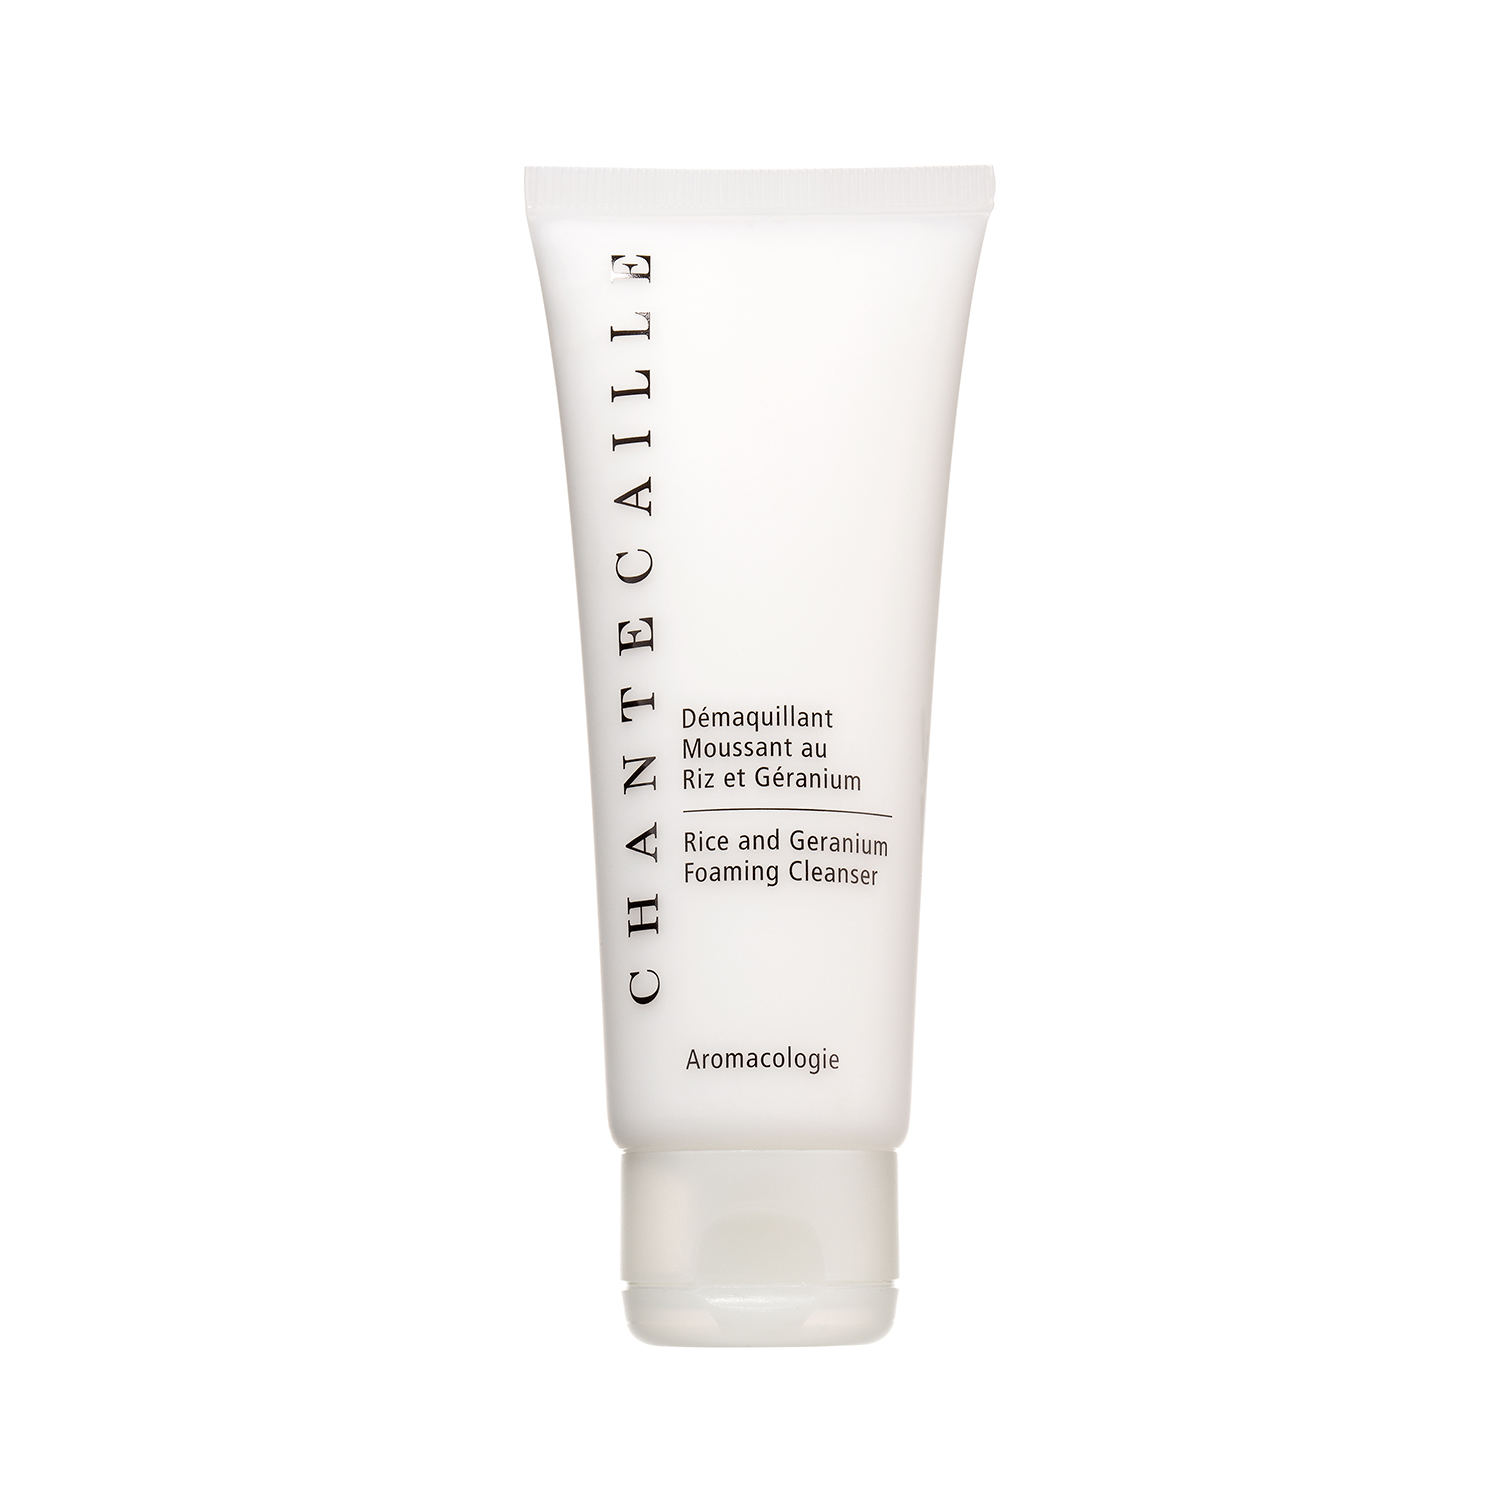 CHANTECAILLE
Démaquillant
Moussant au
Riz et Géranium
Rice and Geranium
Foaming Cleanser
Aromacologie